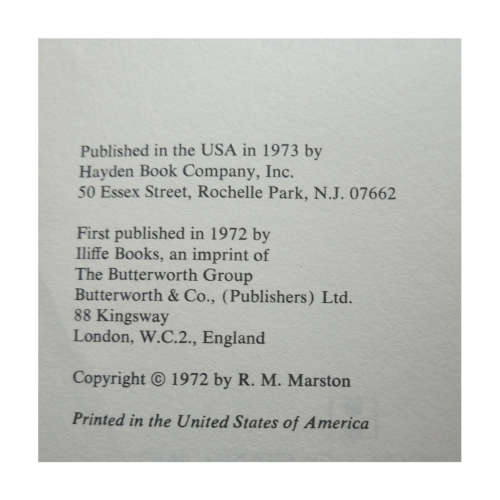 Published in the USA in 1973 by
Hayden Book Company, Inc.
50 Essex Street, Rochelle Park, N.J. 07662
First published in 1972 by
Iliffe Books, an imprint of
The Butterworth Group
Butterworth & Co., (Publishers) Ltd.
88 Kingsway
London, W.C.2., England
Copyright © 1972 by R. M. Marston
Printed in the United States of America